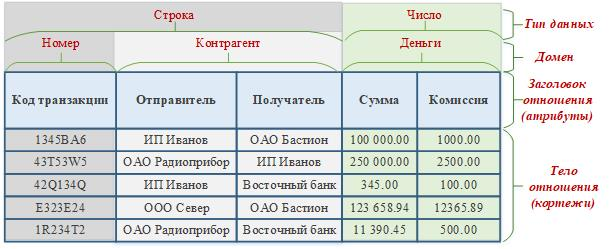 Строка Число Тип данных
Номер Контрагент Деньги Домен
Код транзакции Отправитель Получатель Сумма Комиссия Заголовок отношения (атрибуты)
1345BA6 ИП Иванов ОАО Бастион 100 000.00 1000.00
43T53W5 ОАО Радиоприбор ИП Иванов 250 000.00 2500.00
42Q134Q ИП Иванов Восточный банк 345.00 100.00
E323E24 ООО Север ОАО Бастион 123 658.94 12365.89
1R234T2 ОАО Радиоприбор Восточный банк 11 390.45 500.00
Тело
отношения
(кортежи)